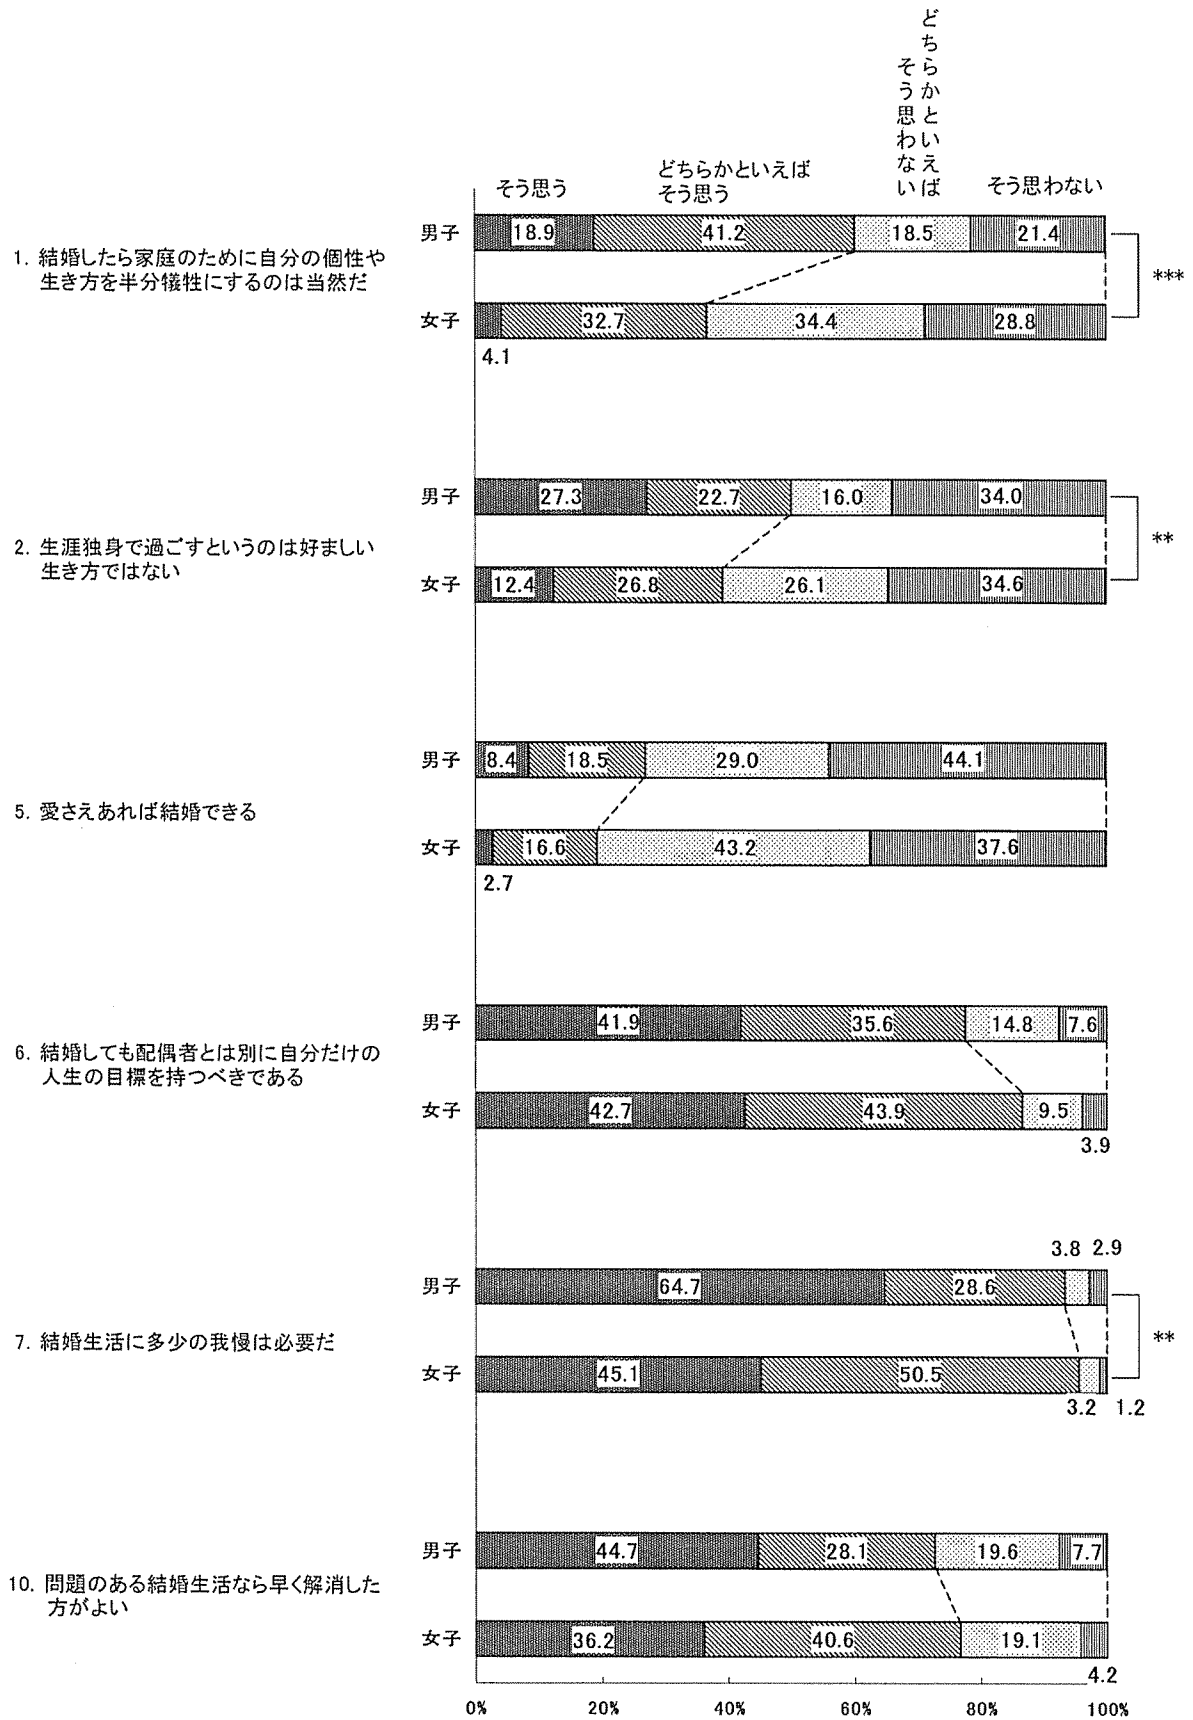 そう思う
どちらかといえば
そう思う
どちらかといえば
そう思わない
そう思わない
1. 結婚したら家庭のために自分の個性や
生き方を半分犠牲にするのは当然だ
男子
18.9
41.2
18.5
21.4
女子
4.1
32.7
34.4
28.8
***
2. 生涯独身で過ごすというのは好ましい
生き方ではない
男子
27.3
22.7
16.0
34.0
女子
12.4
26.8
26.1
34.6
**
5. 愛さえあれば結婚できる
男子
8.4
18.5
29.0
44.1
女子
2.7
16.6
43.2
37.6
6. 結婚しても配偶者とは別に自分だけの
人生の目標を持つべきである
男子
41.9
35.6
14.8
7.6
女子
42.7
43.9
9.5
3.9
7. 結婚生活に多少の我慢は必要だ
男子
64.7
28.6
3.8
2.9
女子
45.1
50.5
3.2
1.2
**
10. 問題のある結婚生活なら早く解消した
方がよい
男子
44.7
28.1
19.6
7.7
女子
36.2
40.6
19.1
4.2
0%
20%
40%
60%
80%
100%